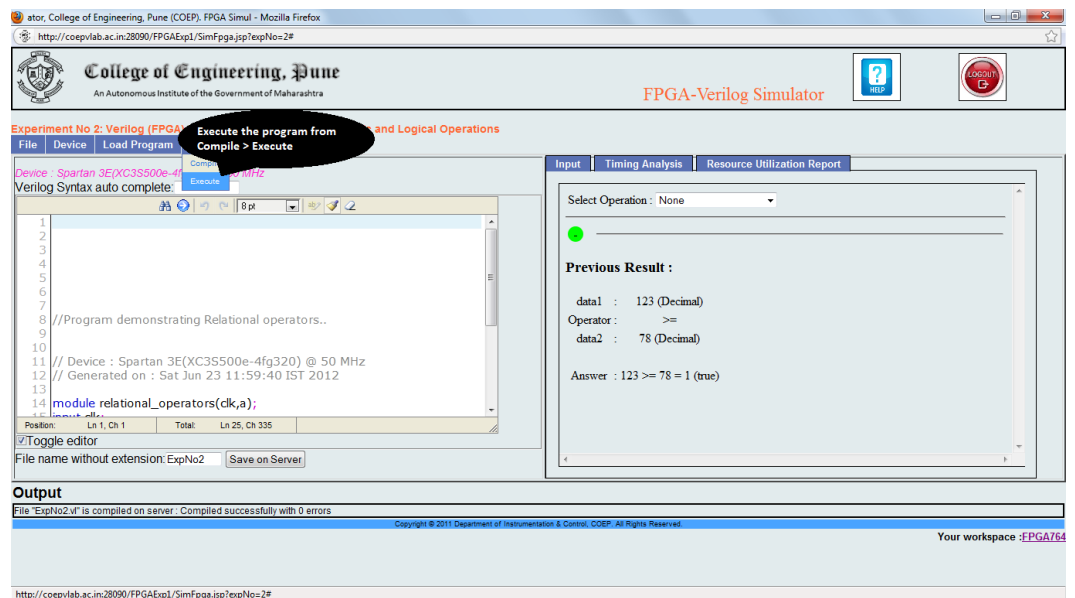 ator, College of Engineering, Pune (COEP). FPGA Simul - Mozilla Firefox
http://coepvlab.ac.in:28090/FPGAExp1/SimFpga.jsp?expNo=2#
College of Engineering, Pune
An Autonomous Institute of the Government of Maharashtra
FPGA-Verilog Simulator
HELP
LOGOUT
Experiment No 2: Verilog (FPGA) and Logical Operations
Execute the program from
Compile > Execute
File Device Load Program
Compil
Execute
Device : Spartan 3E(XC3S500e-4f MHz
Verilog Syntax auto complete:
8 pt
1
2
3
4
5
6
7
8 //Program demonstrating Relational operators..
9
10
11 // Device : Spartan 3E(XC3S500e-4fg320) @ 50 MHz
12 // Generated on : Sat Jun 23 11:59:40 IST 2012
13
14 module relational_operators(clk,a);
15 input clk;
Position: Ln 1, Ch 1 Total: Ln 25, Ch 335
Toggle editor
File name without extension: ExpNo2 Save on Server
Input Timing Analysis Resource Utilization Report
Select Operation : None
Previous Result :
data1 : 123 (Decimal)
Operator : >=
data2 : 78 (Decimal)
Answer : 123 >= 78 = 1 (true)
Output
File "ExpNo2.vl" is compiled on server : Compiled successfully with 0 errors
Copyright © 2011 Department of Instrumentation & Control, COEP. All Rights Reserved.
Your workspace :FPGA764
http://coepvlab.ac.in:28090/FPGAExp1/SimFpga.jsp?expNo=2#